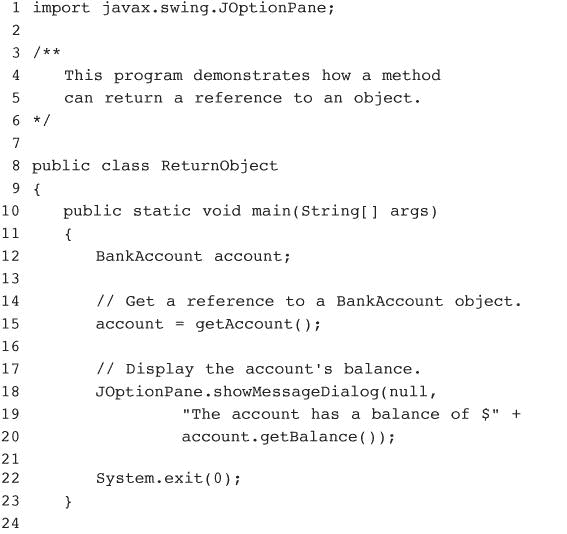 1 import javax.swing.JOptionPane;
2
3 /**
4    This program demonstrates how a method
5    can return a reference to an object.
6 */
7
8 public class ReturnObject
9 {
10    public static void main(String[] args)
11    {
12       BankAccount account;
13
14       // Get a reference to a BankAccount object.
15       account = getAccount();
16
17       // Display the account's balance.
18       JOptionPane.showMessageDialog(null,
19                "The account has a balance of $" +
20                account.getBalance());
21
22       System.exit(0);
23    }
24